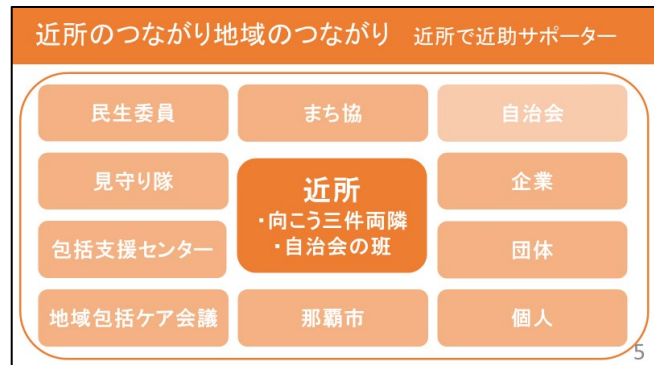 近所のつながり地域のつながり 近所で近助サポーター
民生委員 まち協 自治会
見守り隊 企業
近所
・向こう三件両隣
・自治会の班
包括支援センター 団体
地域包括ケア会議 那覇市 個人
5